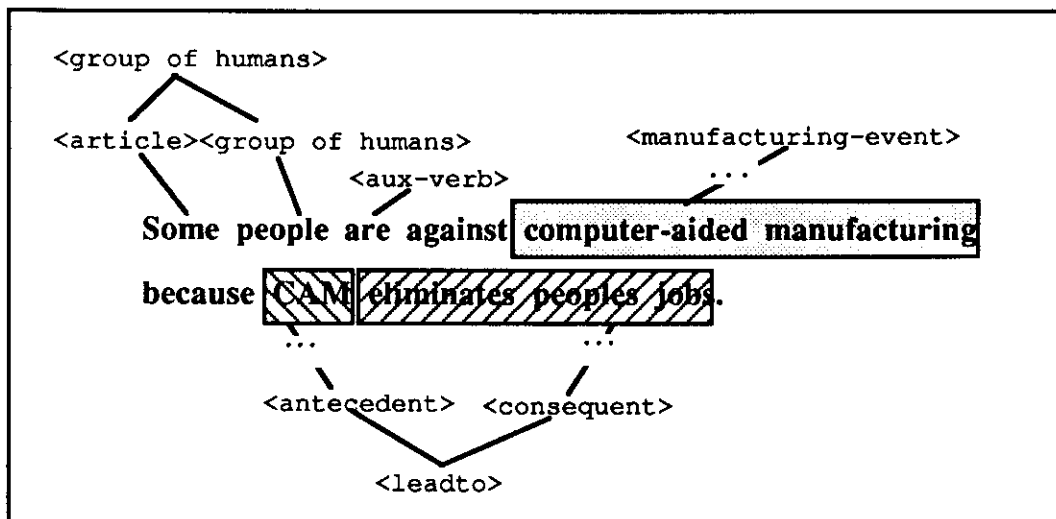 <group of humans>
<article><group of humans> <manufacturing-event>
...
<aux-verb>
Some people are against computer-aided manufacturing
because CAM eliminates peoples jobs.
... ...
<antecedent> <consequent>
<leadto>